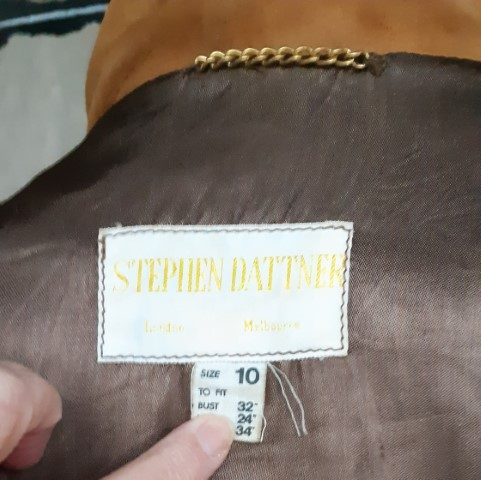 STEPHEN DATTNER
London Melbourne
SIZE 10
TO FIT
BUST 32"
24"
34"